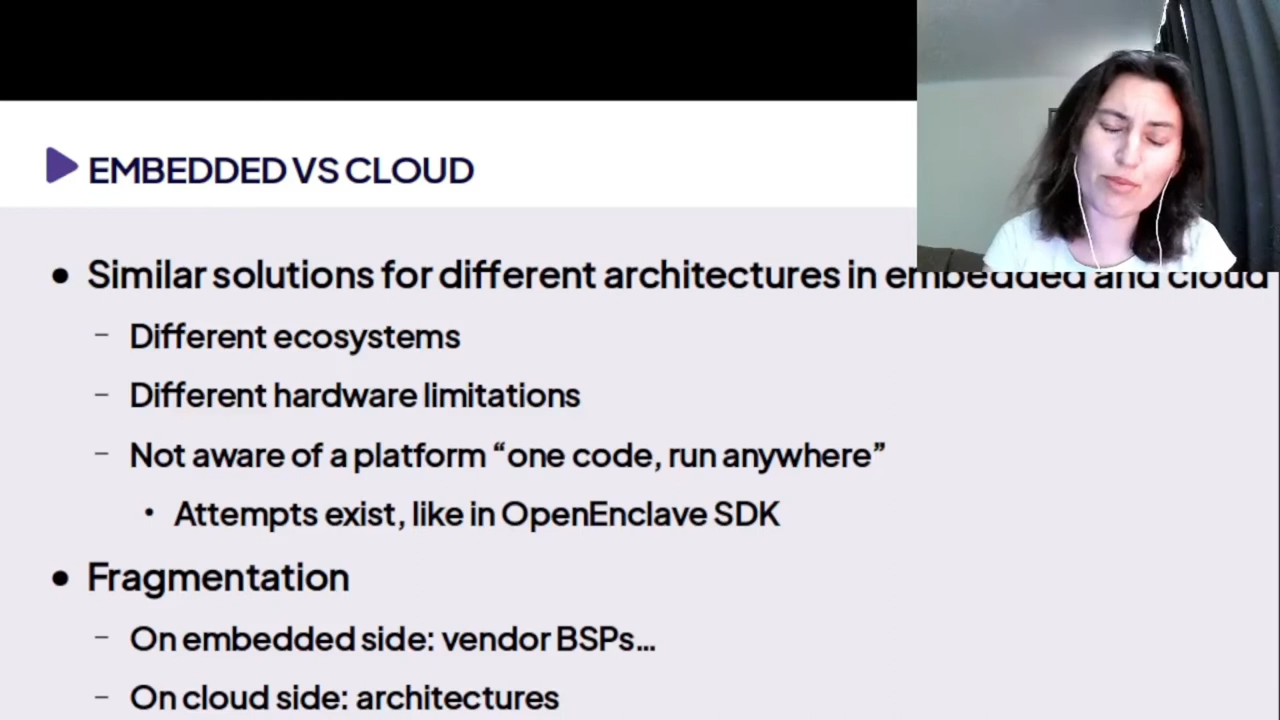 EMBEDDED VS CLOUD
● Similar solutions for different architectures in embedded and cloud
– Different ecosystems
– Different hardware limitations
– Not aware of a platform “one code, run anywhere”
• Attempts exist, like in OpenEnclave SDK
● Fragmentation
– On embedded side: vendor BSPs...
– On cloud side: architectures